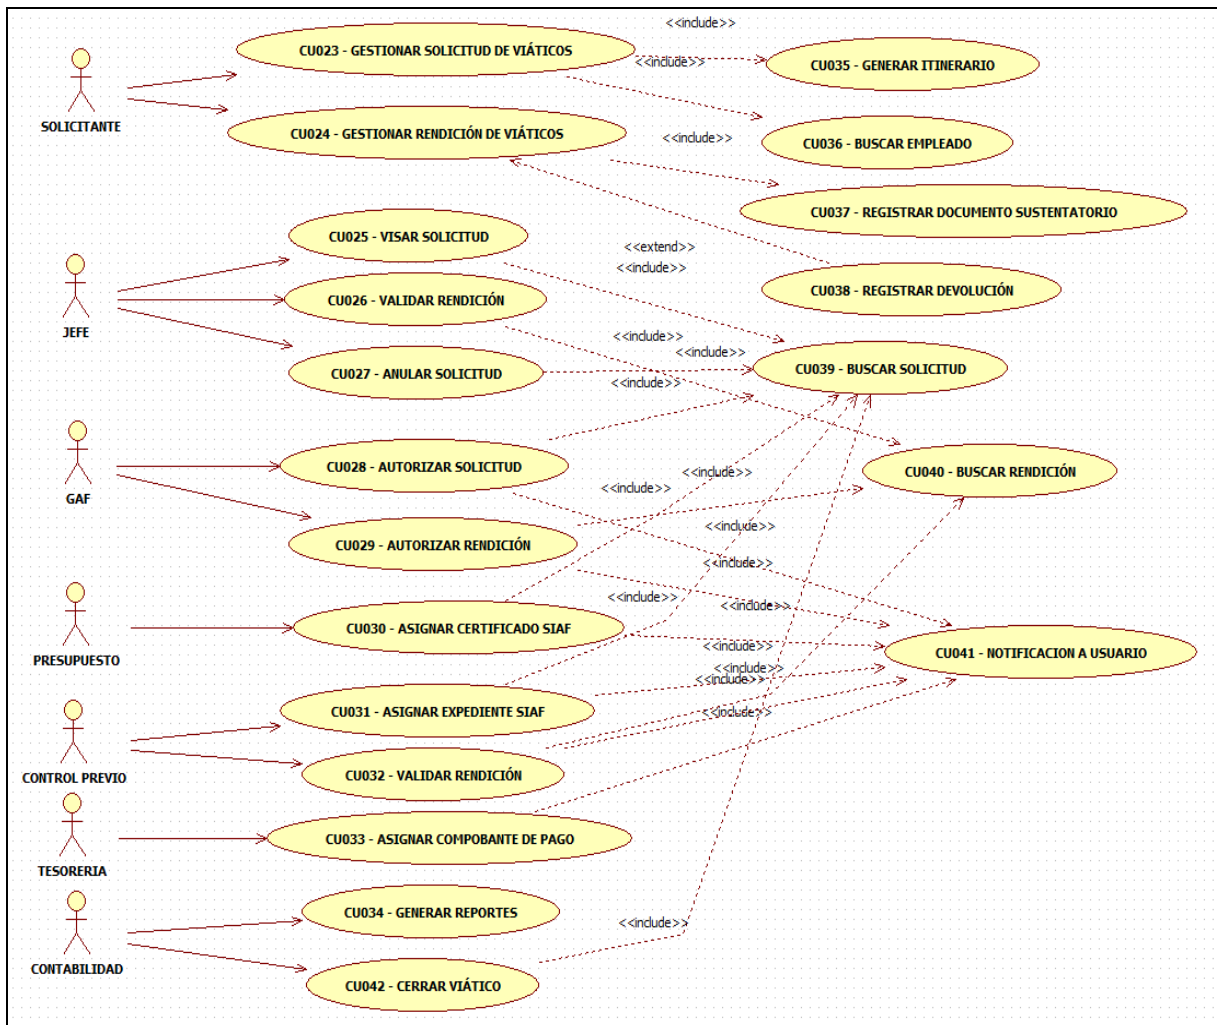 <<include>>
CU023 - GESTIONAR SOLICITUD DE VIÁTICOS
<<include>>
CU035 - GENERAR ITINERARIO
SOLICITANTE
CU024 - GESTIONAR RENDICIÓN DE VIÁTICOS
<<include>>
CU036 - BUSCAR EMPLEADO
CU037 - REGISTRAR DOCUMENTO SUSTENTATORIO
CU025 - VISAR SOLICITUD
<<extend>>
<<include>>
CU038 - REGISTRAR DEVOLUCIÓN
CU026 - VALIDAR RENDICIÓN
JEFE
<<include>>
<<include>>
CU027 - ANULAR SOLICITUD
CU039 - BUSCAR SOLICITUD
<<include>>
CU028 - AUTORIZAR SOLICITUD
<<include>>
CU040 - BUSCAR RENDICIÓN
<<include>>
GAF
<<include>>
CU029 - AUTORIZAR RENDICIÓN
<<include>>
<<include>>
<<include>>
CU030 - ASIGNAR CERTIFICADO SIAF
PRESUPUESTO
<<include>>
CU041 - NOTIFICACION A USUARIO
<<include>>
<<include>>
CU031 - ASIGNAR EXPEDIENTE SIAF
<<include>>
CONTROL PREVIO
CU032 - VALIDAR RENDICIÓN
CU033 - ASIGNAR COMPOBANTE DE PAGO
TESORERIA
CU034 - GENERAR REPORTES
<<include>>
CONTABILIDAD
CU042 - CERRAR VIÁTICO